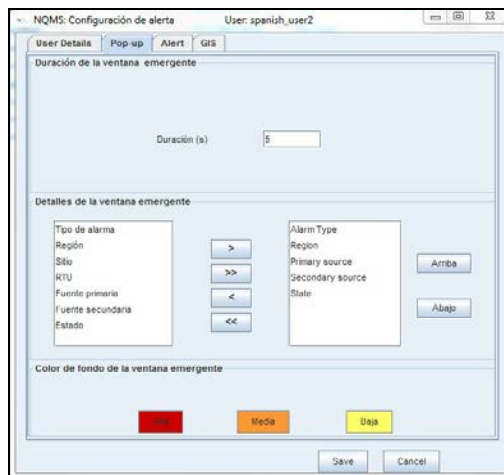 NQMS: Configuración de alerta User: spanish_user2
User Details Pop-up Alert GIS
Duración de la ventana emergente
Duración (s) 5
Detalles de la ventana emergente
Tipo de alarma
Región
Sitio
RTU
Fuente primaria
Fuente secundaria
Estado
>
>>
<
<<
Alarm Type
Region
Primary source
Secondary source
State
Arriba
Abajo
Color de fondo de la ventana emergente
Media Baja
Save Cancel